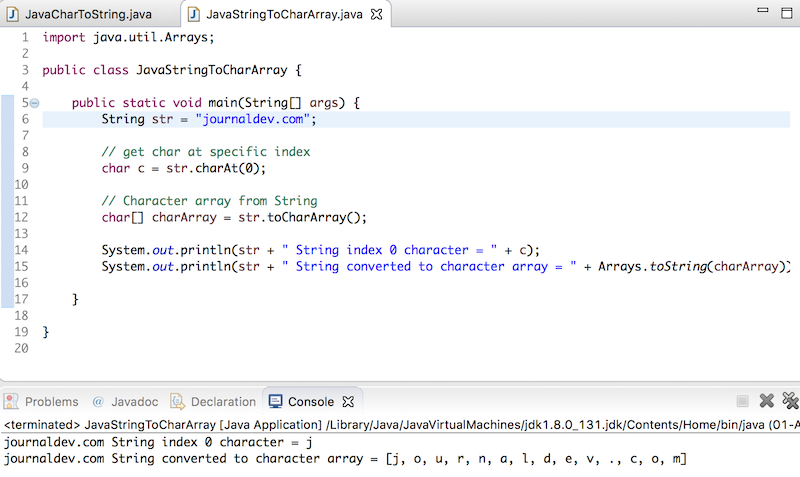 JavaCharToString.java JavaStringToCharArray.java
1 import java.util.Arrays;
2
3 public class JavaStringToCharArray {
4
5 public static void main(String[] args) {
6 String str = "journaldev.com";
7
8 // get char at specific index
9 char c = str.charAt(0);
10
11 // Character array from String
12 char[] charArray = str.toCharArray();
13
14 System.out.println(str + " String index 0 character = " + c);
15 System.out.println(str + " String converted to character array = " + Arrays.toString(charArray))
16
17 }
18
19 }
20
Problems @ Javadoc Declaration Console
<terminated> JavaStringToCharArray [Java Application] /Library/Java/JavaVirtualMachines/jdk1.8.0_131.jdk/Contents/Home/bin/java (01-A
journaldev.com String index 0 character = j
journaldev.com String converted to character array = [j, o, u, r, n, a, l, d, e, v, ., c, o, m]